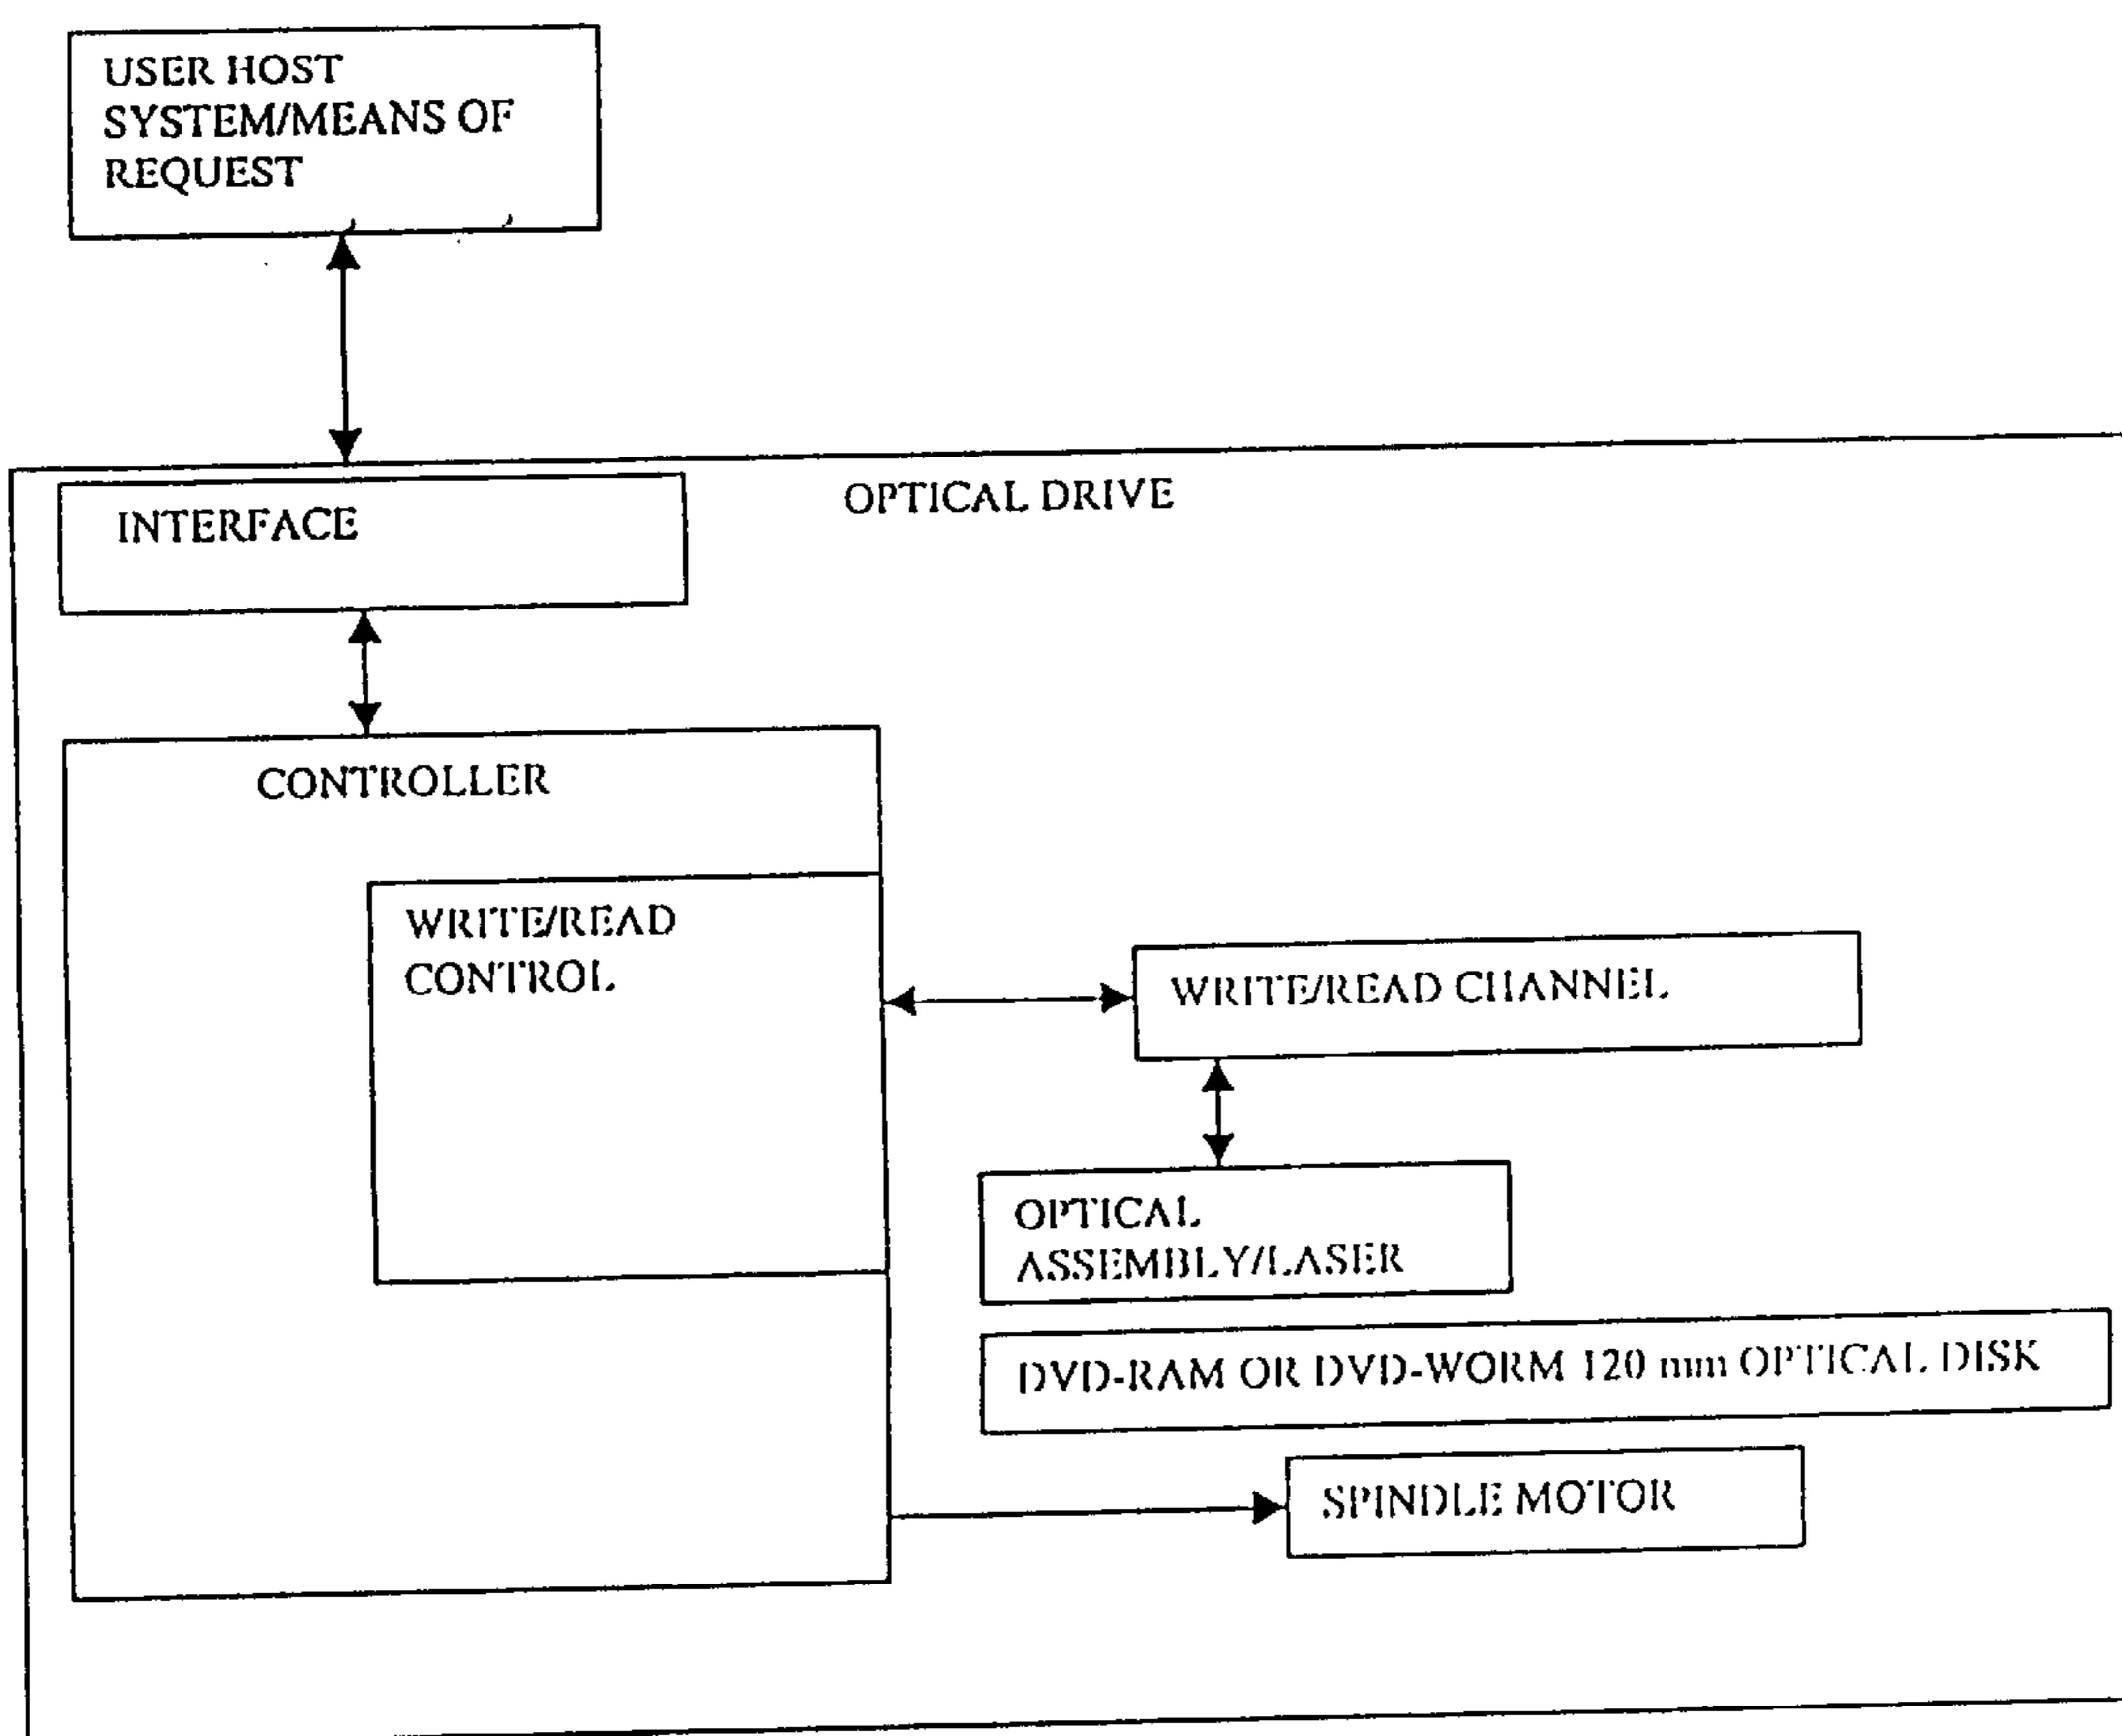 USER HOST
SYSTEM/MEANS OF
REQUEST
OPTICAL DRIVE
INTERFACE
CONTROLLER
WRITE/READ
CONTROL
WRITE/READ CHANNEL
OPTICAL
ASSEMBLY/LASER
DVD-RAM OR DVD-WORM 120 mm OPTICAL DISK
SPINDLE MOTOR